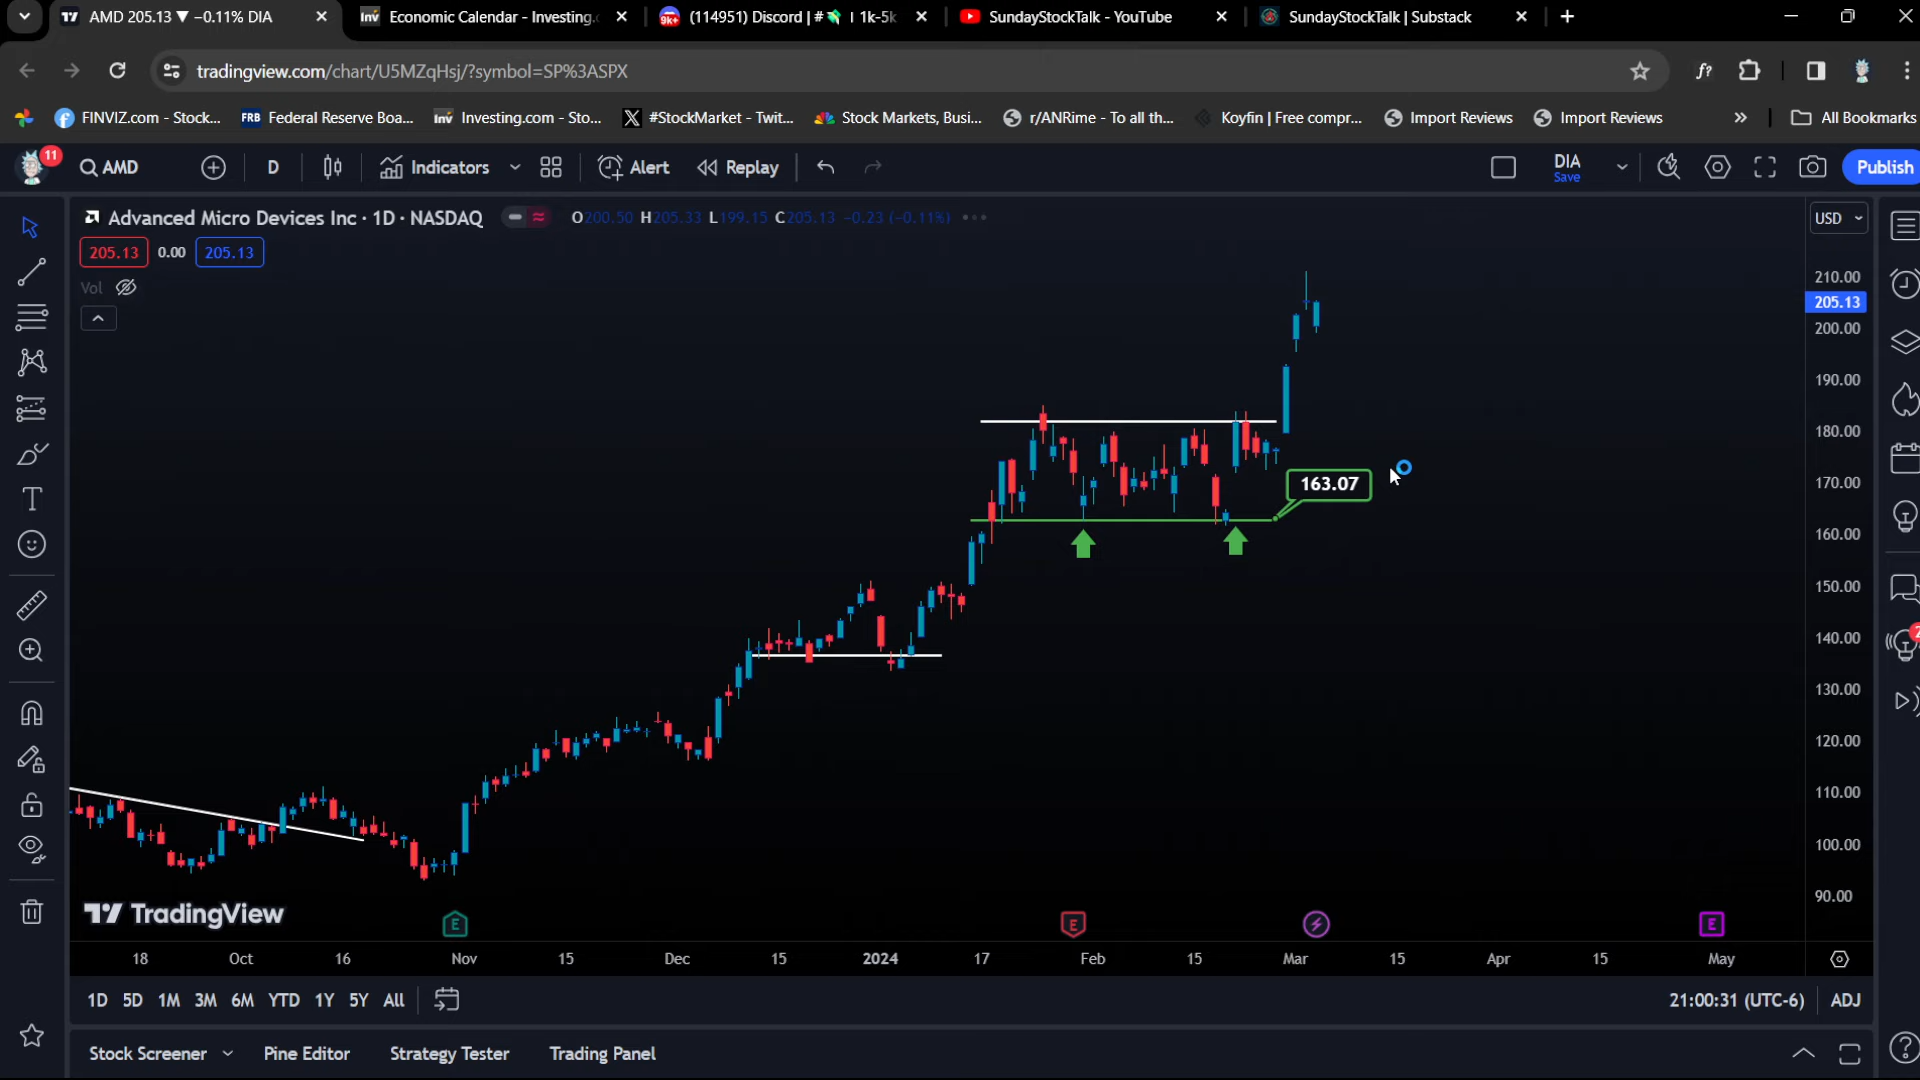 AMD 205.13 ▼ −0.11% DIA
Economic Calendar - Investing.
(114951) Discord | # | 1k-5k
SundayStockTalk - YouTube
SundayStockTalk | Substack
tradingview.com/chart/U5MZqHsj/?symbol=SP%3ASPX
f?
FINVIZ.com - Stock...
FRB Federal Reserve Boa...
Inv Investing.com - Sto...
#StockMarket - Twit...
Stock Markets, Busi...
r/ANRime - To all th...
Koyfin | Free compr...
Import Reviews
Import Reviews
All Bookmarks
11
AMD
D
Indicators
Alert
Replay
DIA
Save
Publish
Advanced Micro Devices Inc · 1D · NASDAQ
O200.50 H205.33 L199.15 C205.13 −0.23 (−0.11%)
USD
205.13 0.00 205.13
Vol
210.00
205.13
200.00
190.00
180.00
163.07
170.00
160.00
150.00
140.00
130.00
120.00
110.00
100.00
90.00
TradingView
E E E
18 Oct 16 Nov 15 Dec 15 2024 17 Feb 15 Mar 15 Apr 15 May
1D 5D 1M 3M 6M YTD 1Y 5Y All
21:00:31 (UTC-6) ADJ
Stock Screener Pine Editor Strategy Tester Trading Panel